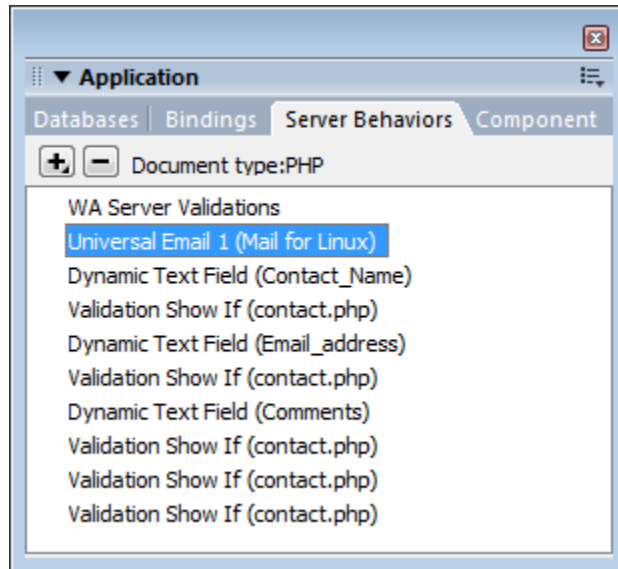 Application
Databases Bindings Server Behaviors Component
Document type:PHP
WA Server Validations
Universal Email 1 (Mail for Linux)
Dynamic Text Field (Contact_Name)
Validation Show If (contact.php)
Dynamic Text Field (Email_address)
Validation Show If (contact.php)
Dynamic Text Field (Comments)
Validation Show If (contact.php)
Validation Show If (contact.php)
Validation Show If (contact.php)